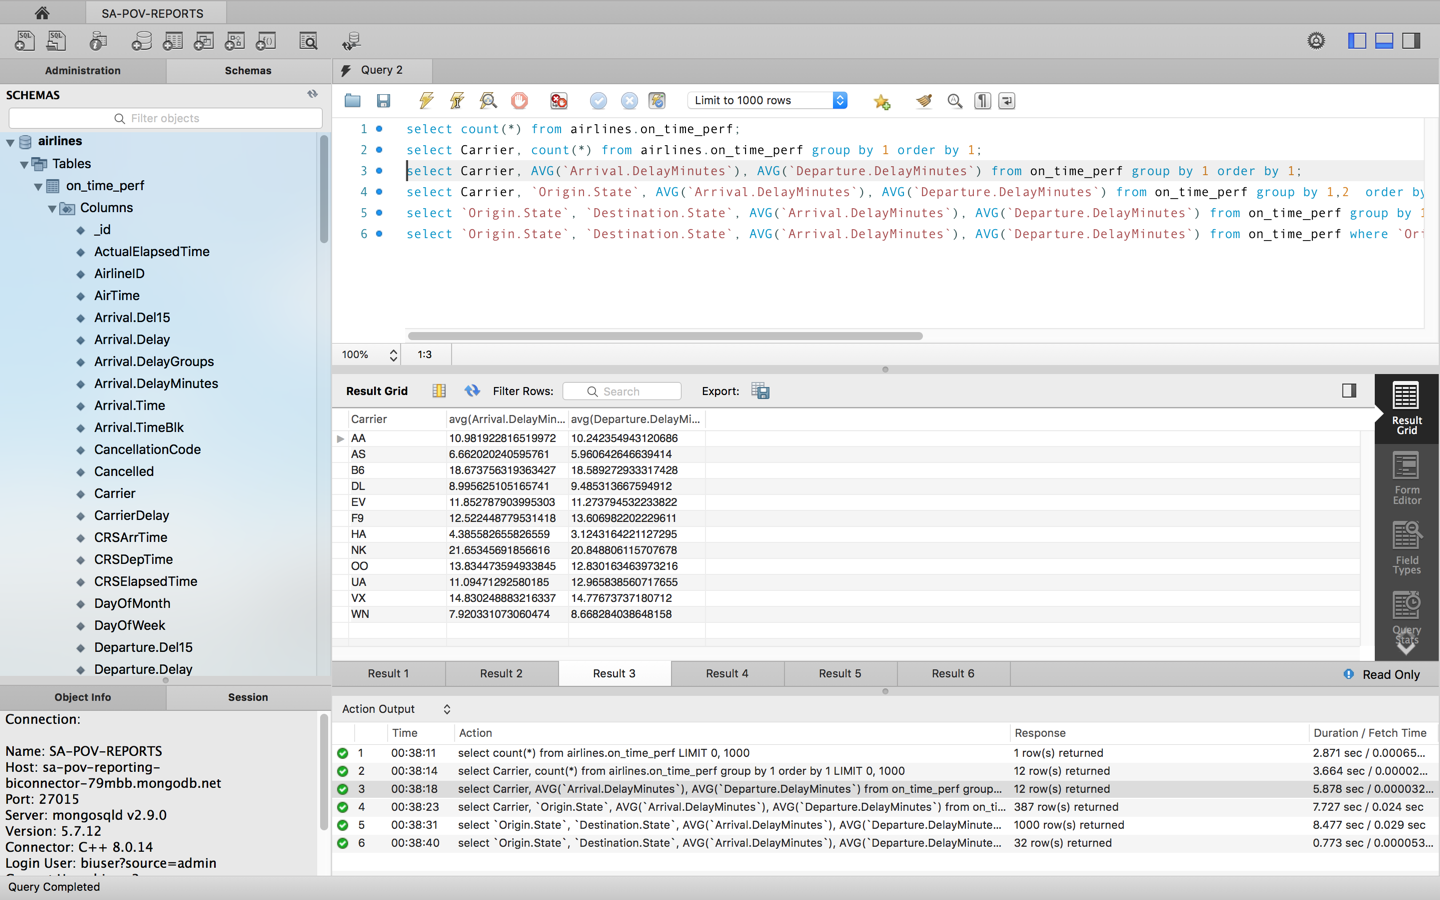 SA-POV-REPORTS
Administration
Schemas
Query 2
SCHEMAS
Filter objects
airlines
Tables
on_time_perf
Columns
_id
ActualElapsedTime
AirlineID
AirTime
Arrival.Del15
Arrival.Delay
Arrival.DelayGroups
Arrival.DelayMinutes
Arrival.Time
Arrival.TimeBlk
CancellationCode
Cancelled
Carrier
CarrierDelay
CRSArrTime
CRSDepTime
CRSElapsedTime
DayOfMonth
DayOfWeek
Departure.Del15
Departure.Delay
Object Info
Session
Connection:
Name: SA-POV-REPORTS
Host: sa-pov-reporting-
biconnector-79mbb.mongodb.net
Port: 27015
Server: mongosqld v2.9.0
Version: 5.7.12
Connector: C++ 8.0.14
Login User: biuser?source=admin
Query Completed
Limit to 1000 rows
1 select count(*) from airlines.on_time_perf;
2 select Carrier, count(*) from airlines.on_time_perf group by 1 order by 1;
3 select Carrier, AVG(`Arrival.DelayMinutes`), AVG(`Departure.DelayMinutes`) from on_time_perf group by 1 order by 1;
4 select Carrier, `Origin.State`, AVG(`Arrival.DelayMinutes`), AVG(`Departure.DelayMinutes`) from on_time_perf group by 1,2  order by
5 select `Origin.State`, `Destination.State`, AVG(`Arrival.DelayMinutes`), AVG(`Departure.DelayMinutes`) from on_time_perf group by 1
6 select `Origin.State`, `Destination.State`, AVG(`Arrival.DelayMinutes`), AVG(`Departure.DelayMinutes`) from on_time_perf where `Ori
100% 1:3
Result Grid Filter Rows: Search Export:
Carrier avg(Arrival.DelayMin... avg(Departure.DelayMi...
AA 10.981922816519972 10.242354943120686
AS 6.662020240595761 5.960642646639414
B6 18.673756319363427 18.589272933317428
DL 8.995625105165741 9.485313667594912
EV 11.852787903995303 11.273794532233822
F9 12.522448779531418 13.606982202229611
HA 4.385582655826559 3.1243164221127295
NK 21.65345691856616 20.848806115707678
OO 13.834473594933845 12.830163463973216
UA 11.09471292580185 12.965838560717655
VX 14.830248883216337 14.77673737180712
WN 7.920331073060474 8.668284038648158
Result
Grid
Form
Editor
Field
Types
Query
Stats
Result 1 Result 2 Result 3 Result 4 Result 5 Result 6 Read Only
Action Output
Time Action Response Duration / Fetch Time
1 00:38:11 select count(*) from airlines.on_time_perf LIMIT 0, 1000 1 row(s) returned 2.871 sec / 0.00065...
2 00:38:14 select Carrier, count(*) from airlines.on_time_perf group by 1 order by 1 LIMIT 0, 1000 12 row(s) returned 3.664 sec / 0.00002...
3 00:38:18 select Carrier, AVG(`Arrival.DelayMinutes`), AVG(`Departure.DelayMinutes`) from on_time_perf group... 12 row(s) returned 5.878 sec / 0.000032...
4 00:38:23 select Carrier, `Origin.State`, AVG(`Arrival.DelayMinutes`), AVG(`Departure.DelayMinutes`) from on_ti... 387 row(s) returned 7.727 sec / 0.024 sec
5 00:38:31 select `Origin.State`, `Destination.State`, AVG(`Arrival.DelayMinutes`), AVG(`Departure.DelayMinute... 1000 row(s) returned 8.477 sec / 0.029 sec
6 00:38:40 select `Origin.State`, `Destination.State`, AVG(`Arrival.DelayMinutes`), AVG(`Departure.DelayMinute... 32 row(s) returned 0.773 sec / 0.000053...